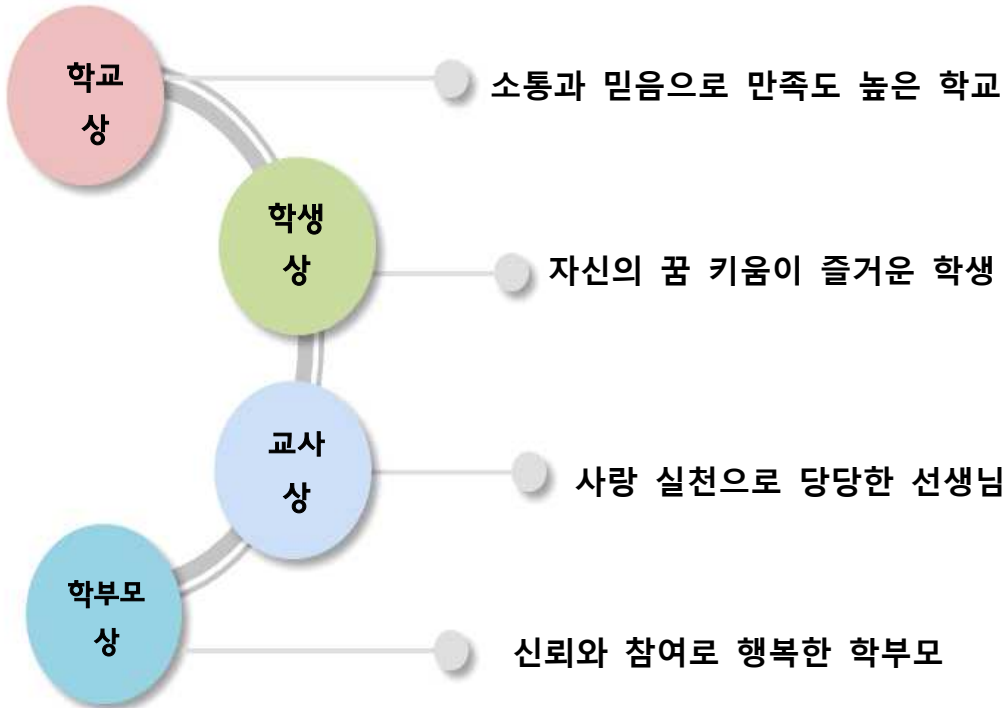 학교
상
소통과 믿음으로 만족도 높은 학교
학생
상
자신의 꿈 키움이 즐거운 학생
교사
상
사랑 실천으로 당당한 선생님
학부모
상
신뢰와 참여로 행복한 학부모